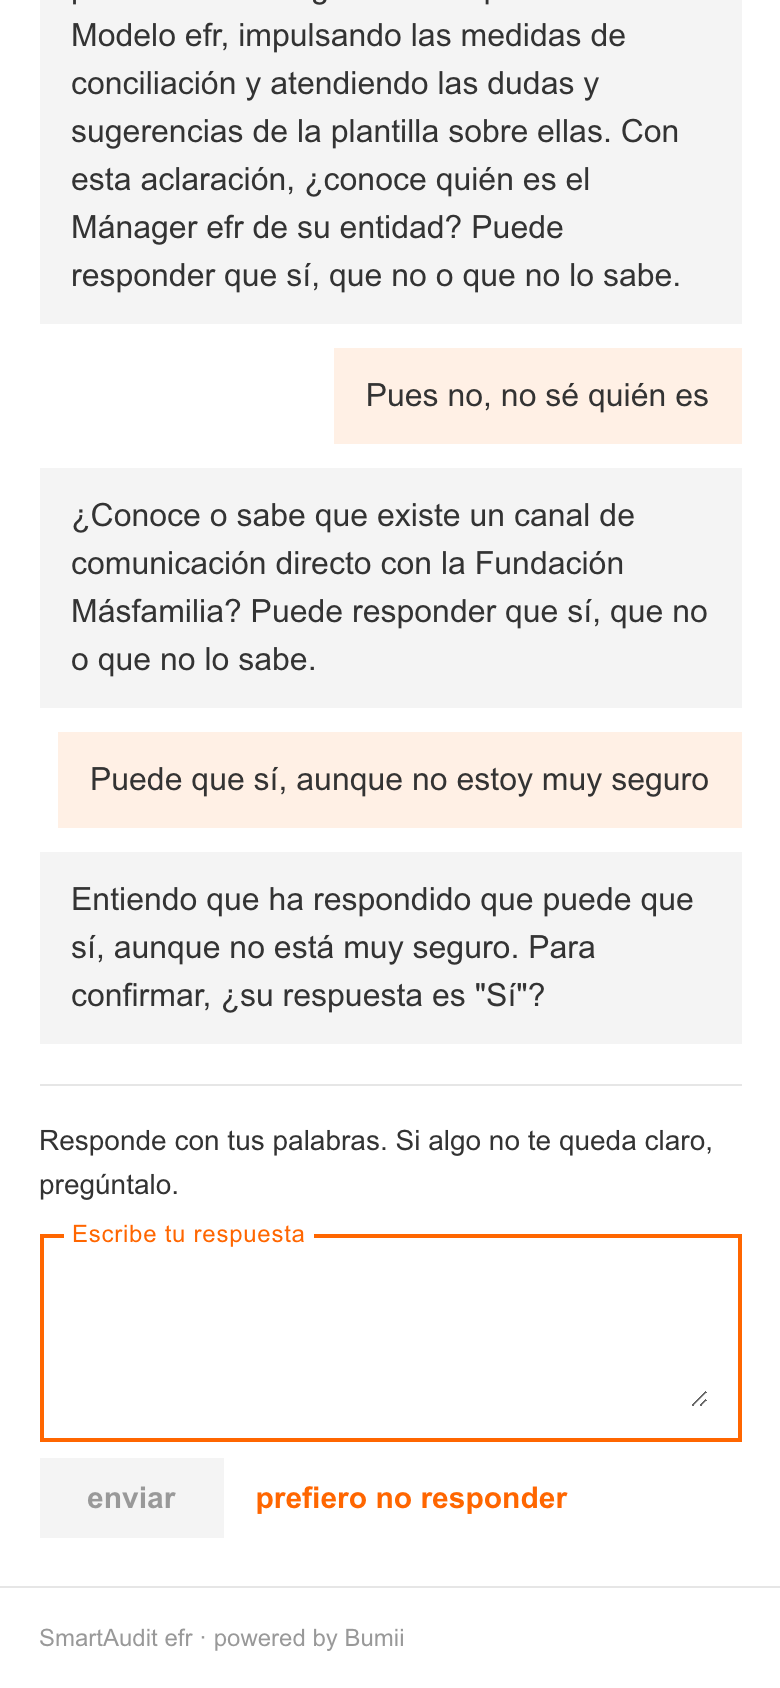 Modelo efr, impulsando las medidas de
conciliación y atendiendo las dudas y
sugerencias de la plantilla sobre ellas. Con
esta aclaración, ¿conoce quién es el
Mánager efr de su entidad? Puede
responder que sí, que no o que no lo sabe.
Pues no, no sé quién es
¿Conoce o sabe que existe un canal de
comunicación directo con la Fundación
Másfamilia? Puede responder que sí, que no
o que no lo sabe.
Puede que sí, aunque no estoy muy seguro
Entiendo que ha respondido que puede que
sí, aunque no está muy seguro. Para
confirmar, ¿su respuesta es "Sí"?
Responde con tus palabras. Si algo no te queda claro,
pregúntalo.
Escribe tu respuesta
enviar
prefiero no responder
SmartAudit efr · powered by Bumii